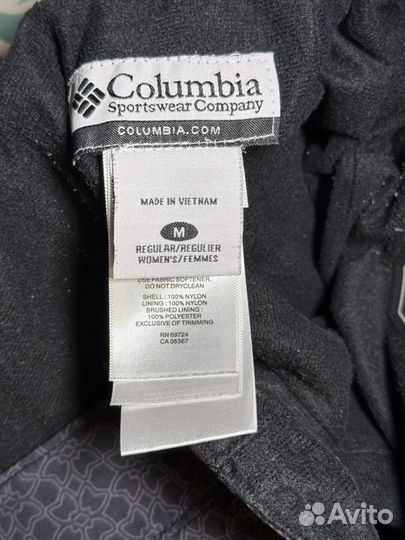 Columbia
Sportswear Company
COLUMBIA.COM
MADE IN VIETNAM
M
REGULAR/REGULIER
WOMEN'S/FEMMES
USE FABRIC SOFTENER,
DO NOT DRYCLEAN
SHELL : 100% NYLON
LINING : 100% NYLON
BRUSHED LINING :
100% POLYESTER
EXCLUSIVE OF TRIMMING
RN 69724
CA 05367
Avito